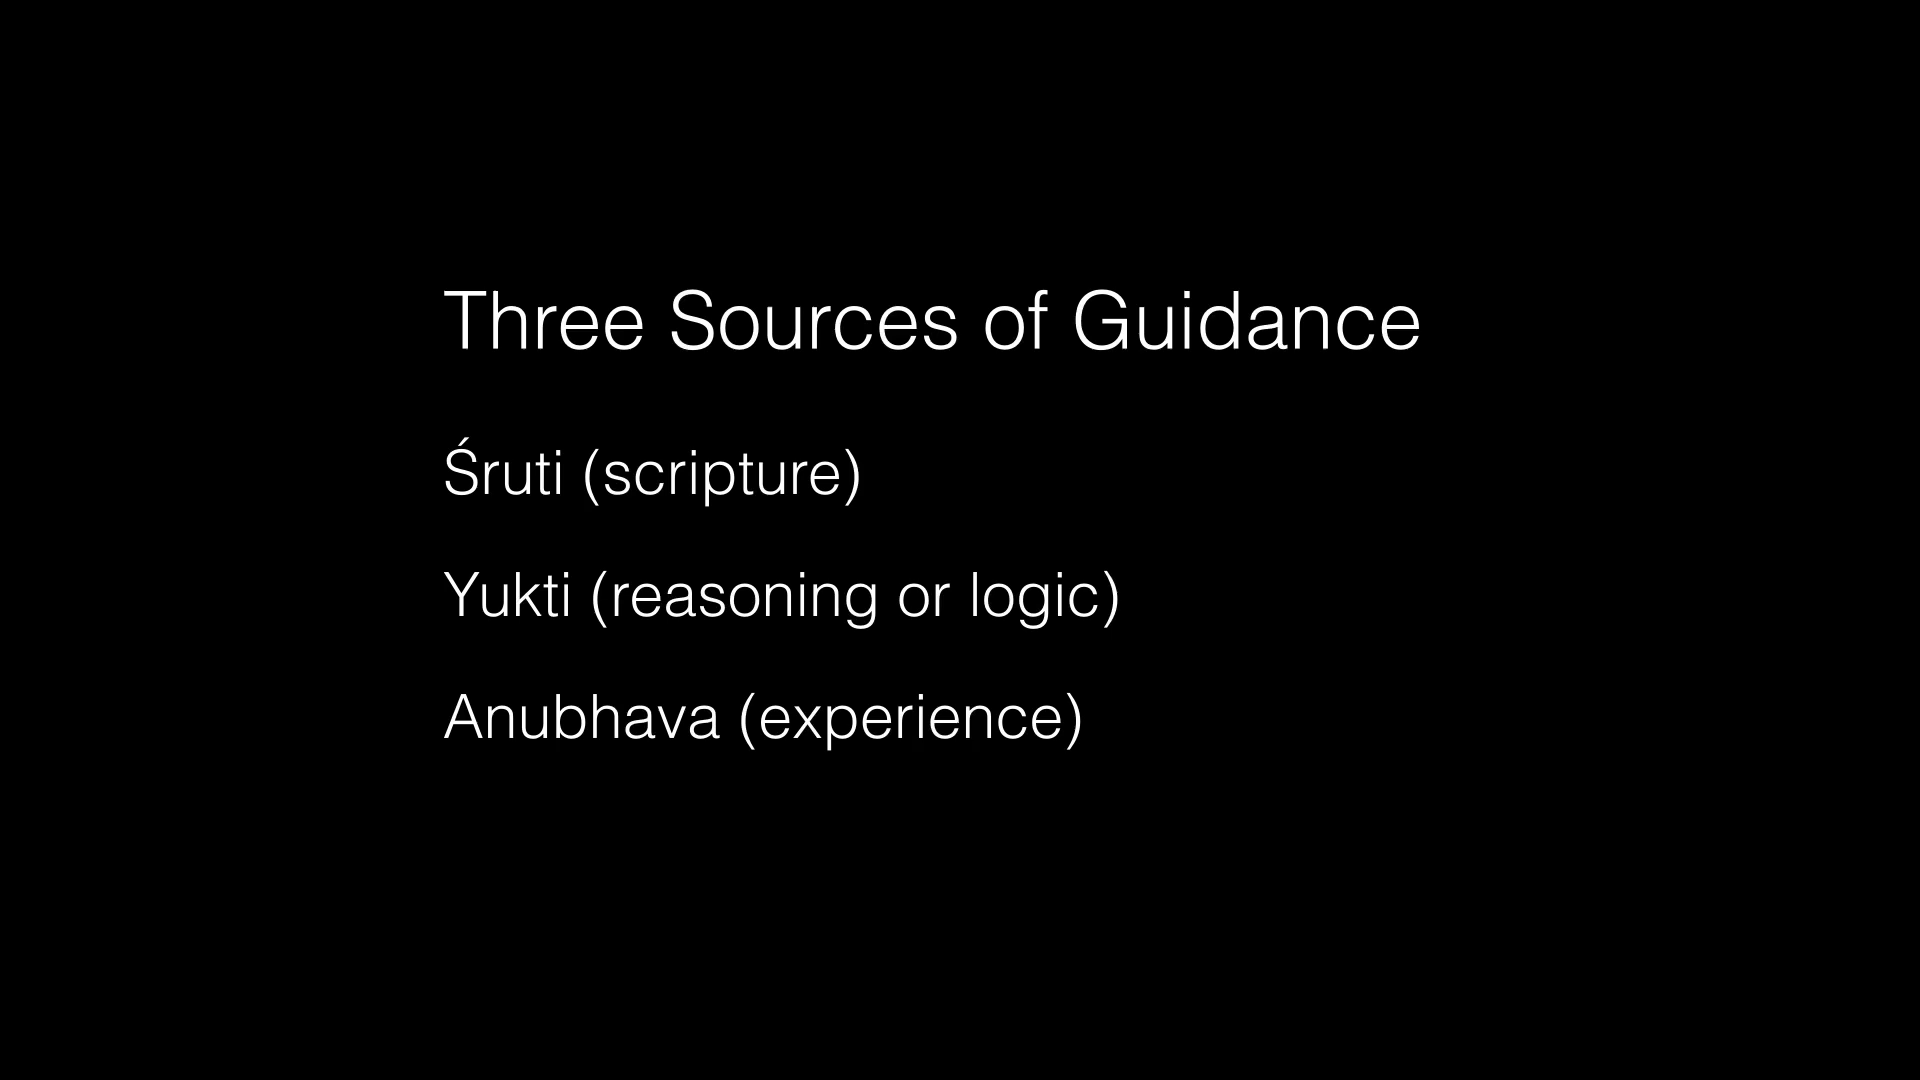 Three Sources of Guidance
Śruti (scripture)
Yukti (reasoning or logic)
Anubhava (experience)